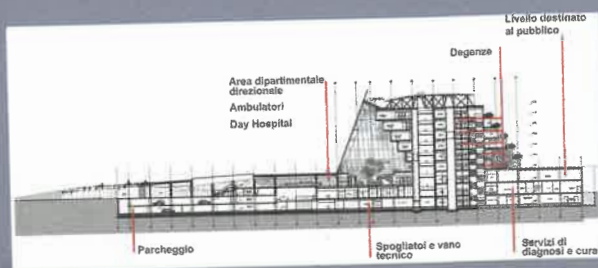 Livello destinato
al pubblico
Degenze
Area dipartimentale
direzionale
Ambulatori
Day Hospital
Parcheggio
Spogliatoi e vano
tecnico
Servizi di
diagnosi e cura